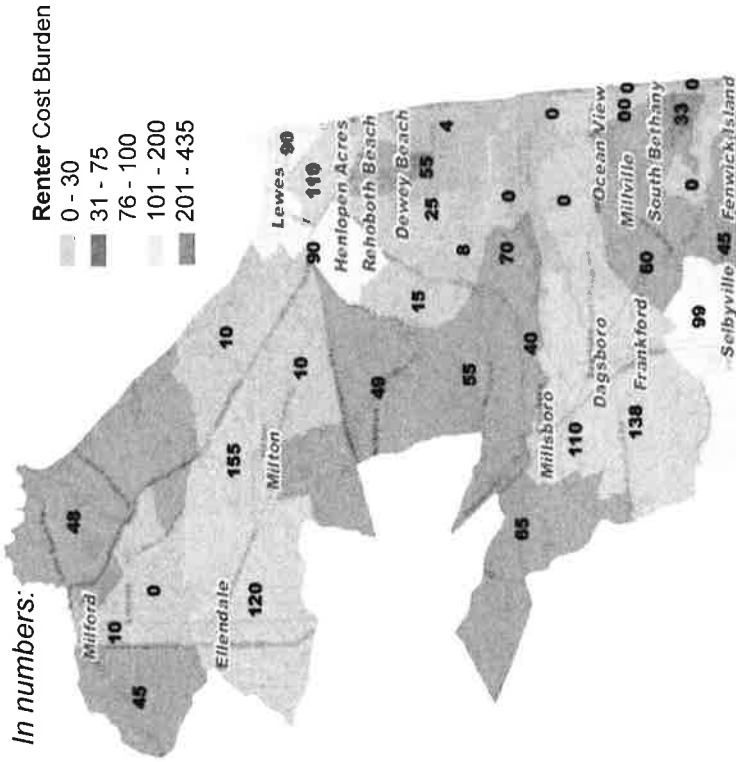 In numbers:
Renter Cost Burden
0 - 30
31 - 75
76 - 100
101 - 200
201 - 435
48
Milford
10
45
0
Ellendale
120
155
10
Milton
10
Lewes
90
110
90
Henlopen Acres
Rehoboth Beach
49
Dewey Beach
15
25
55
4
8
55
70
0
65
40
Millsboro
0
0
110
Dagsboro
Ocean View
138
00 0
Millville
Frankford
60
South Bethany
33
0
0
99
45
Fenwick Island
Selbyville